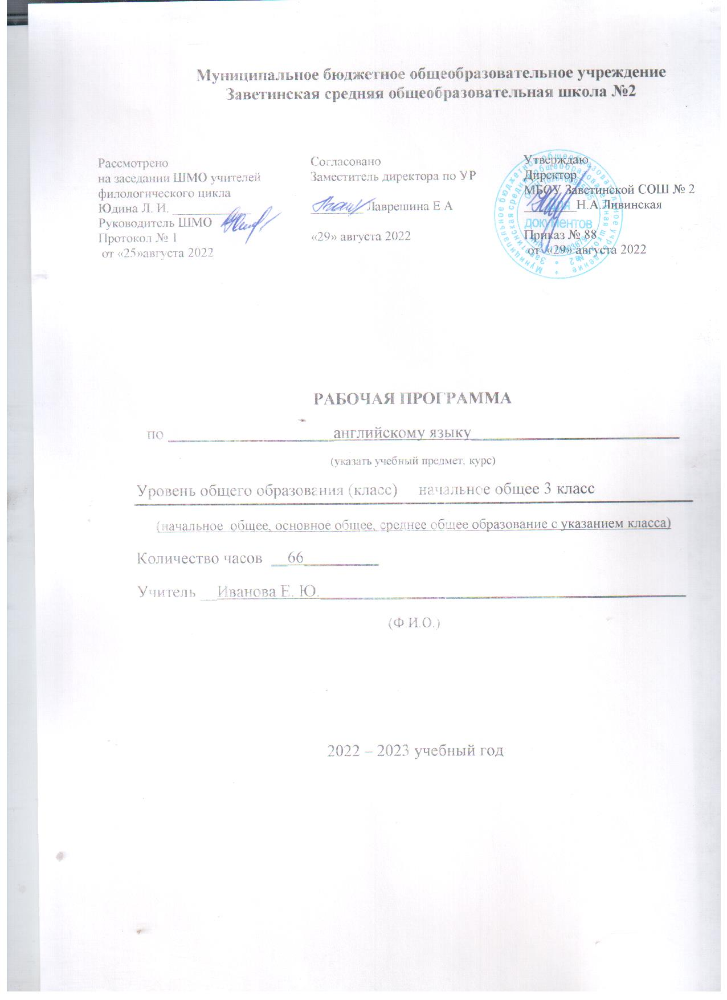 Муниципальное бюджетное общеобразовательное учреждение
Заветинская средняя общеобразовательная школа №2
Рассмотрено
на заседании ШМО учителей
филологического цикла
Юдина Л. И. ____________
Руководитель ШМО
Протокол № 1
от «25»августа 2022
Согласовано
Заместитель директора по УР
________ Лаврешина Е А
«29» августа 2022
Утверждаю
Директор
МБОУ Заветинской СОШ № 2
________Н.А.Ливинская
Приказ № 88
от «29» августа 2022
документов
РАБОЧАЯ ПРОГРАММА
по ____________________английскому языку_________________________
(указать учебный предмет, курс)
Уровень общего образования (класс) начальное общее 3 класс
(начальное общее, основное общее, среднее общее образование с указанием класса)
Количество часов __66_________
Учитель __Иванова Е. Ю.____________________________________________
(Ф.И.О.)
2022 – 2023 учебный год